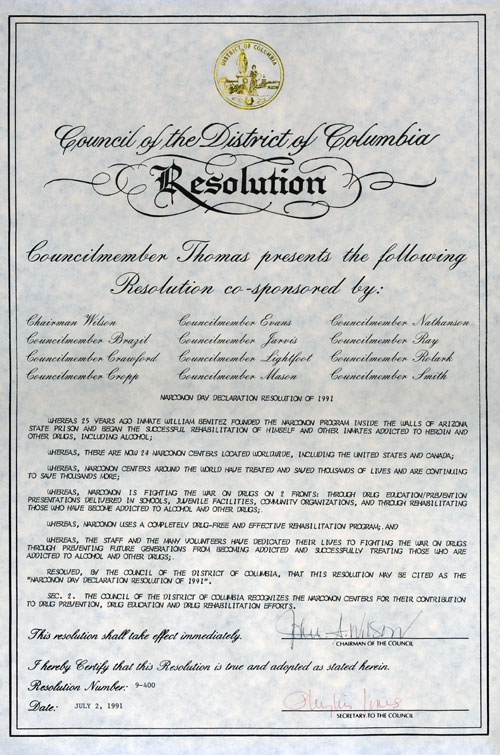 DISTRICT OF COLUMBIA
Council of the District of Columbia
Resolution
Councilmember Thomas presents the following
Resolution co-sponsored by:
Chairman Wilson Councilmember Evans Councilmember Nathanson
Councilmember Brazil Councilmember Jarvis Councilmember Ray
Councilmember Crawford Councilmember Lightfoot Councilmember Rolark
Councilmember Cropp Councilmember Mason Councilmember Smith
NARCONON DAY DECLARATION RESOLUTION OF 1991
WHEREAS 25 YEARS AGO INMATE WILLIAM BENITEZ FOUNDED THE NARCONON PROGRAM INSIDE THE WALLS OF ARIZONA
STATE PRISON AND BEGAN THE SUCCESSFUL REHABILITATION OF HIMSELF AND OTHER INMATES ADDICTED TO HEROIN AND
OTHER DRUGS, INCLUDING ALCOHOL;
WHEREAS, THERE ARE NOW 24 NARCONON CENTERS LOCATED WORLDWIDE, INCLUDING THE UNITED STATES AND CANADA;
WHEREAS, NARCONON CENTERS AROUND THE WORLD HAVE TREATED AND SAVED THOUSANDS OF LIVES AND ARE CONTINUING
TO SAVE THOUSANDS MORE;
WHEREAS, NARCONON IS FIGHTING THE WAR ON DRUGS ON 2 FRONTS: THROUGH DRUG EDUCATION/PREVENTION
PRESENTATIONS DELIVERED IN SCHOOLS, JUVENILE FACILITIES, COMMUNITY ORGANIZATIONS, AND THROUGH REHABILITATING
THOSE WHO HAVE BECOME ADDICTED TO ALCOHOL AND OTHER DRUGS;
WHEREAS, NARCONON USES A COMPLETELY DRUG-FREE AND EFFECTIVE REHABILITATION PROGRAM; AND
WHEREAS, THE STAFF AND THE MANY VOLUNTEERS HAVE DEDICATED THEIR LIVES TO FIGHTING THE WAR ON DRUGS
THROUGH PREVENTING FUTURE GENERATIONS FROM BECOMING ADDICTED AND SUCCESSFULLY TREATING THOSE WHO ARE
ADDICTED TO ALCOHOL AND OTHER DRUGS;
RESOLVED, BY THE COUNCIL OF THE DISTRICT OF COLUMBIA, THAT THIS RESOLUTION MAY BE CITED AS THE
"NARCONON DAY DECLARATION RESOLUTION OF 1991".
SEC. 2. THE COUNCIL OF THE DISTRICT OF COLUMBIA RECOGNIZES THE NARCONON CENTERS FOR THEIR CONTRIBUTION
TO DRUG PREVENTION, DRUG EDUCATION AND DRUG REHABILITATION EFFORTS.
This resolution shall take effect immediately. John A. Wilson
CHAIRMAN OF THE COUNCIL
I hereby Certify that this Resolution is true and adopted as stated herein.
Resolution Number: 9-400
Date: JULY 2, 1991
SECRETARY TO THE COUNCIL